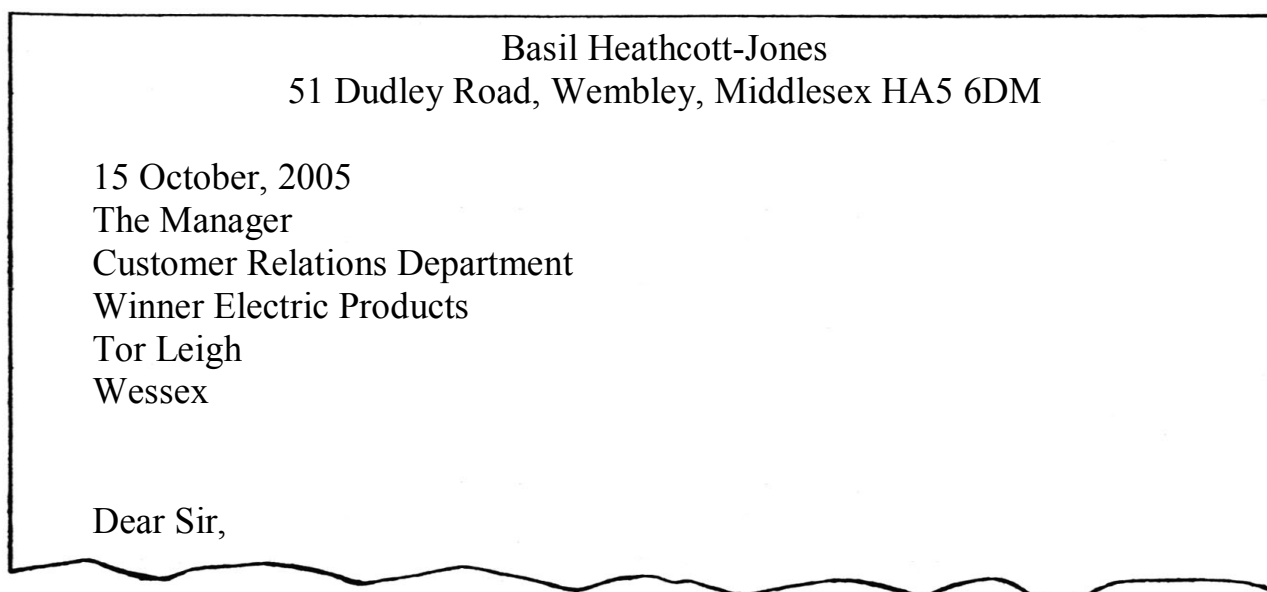 Basil Heathcott-Jones
51 Dudley Road, Wembley, Middlesex HA5 6DM
15 October, 2005
The Manager
Customer Relations Department
Winner Electric Products
Tor Leigh
Wessex
Dear Sir,